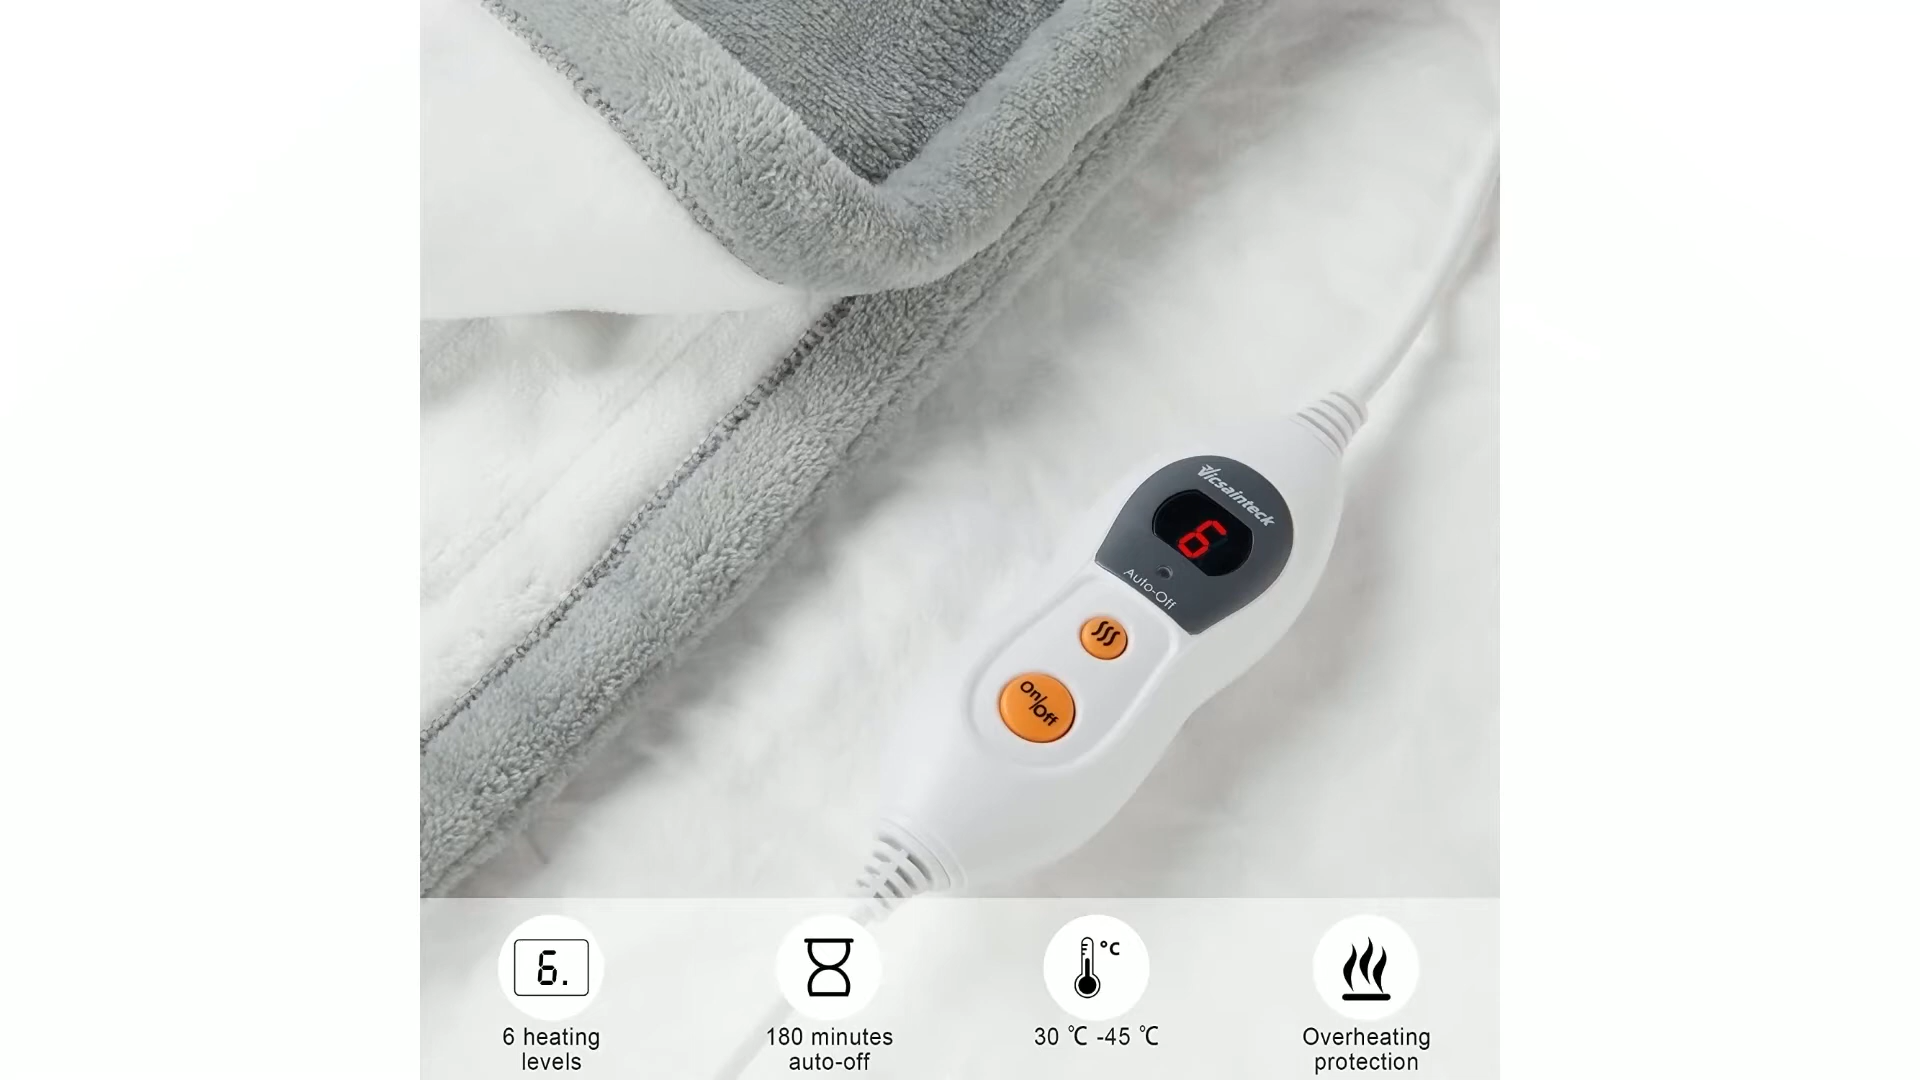 Vicsainteck
6
Auto-Off
On/Off
6.
°C
6 heating
levels
180 minutes
auto-off
30 ℃ -45 ℃
Overheating
protection